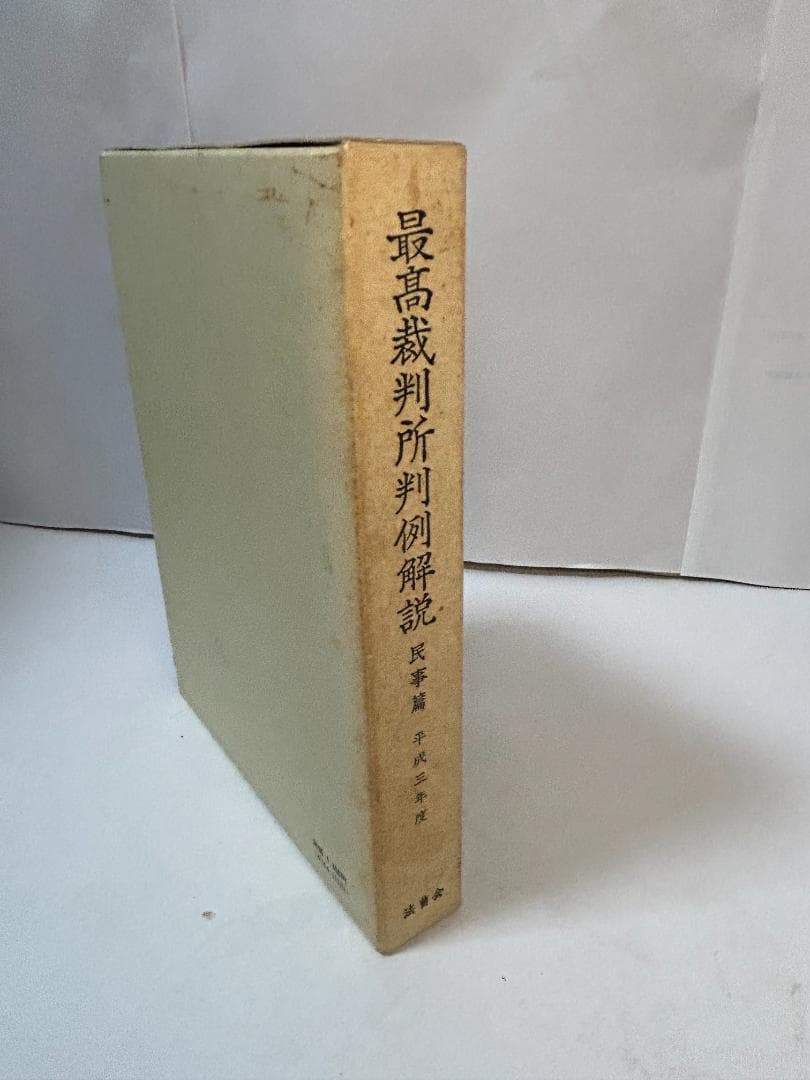 最高裁判所判例解説
民事篇 平成三年度
法曹会